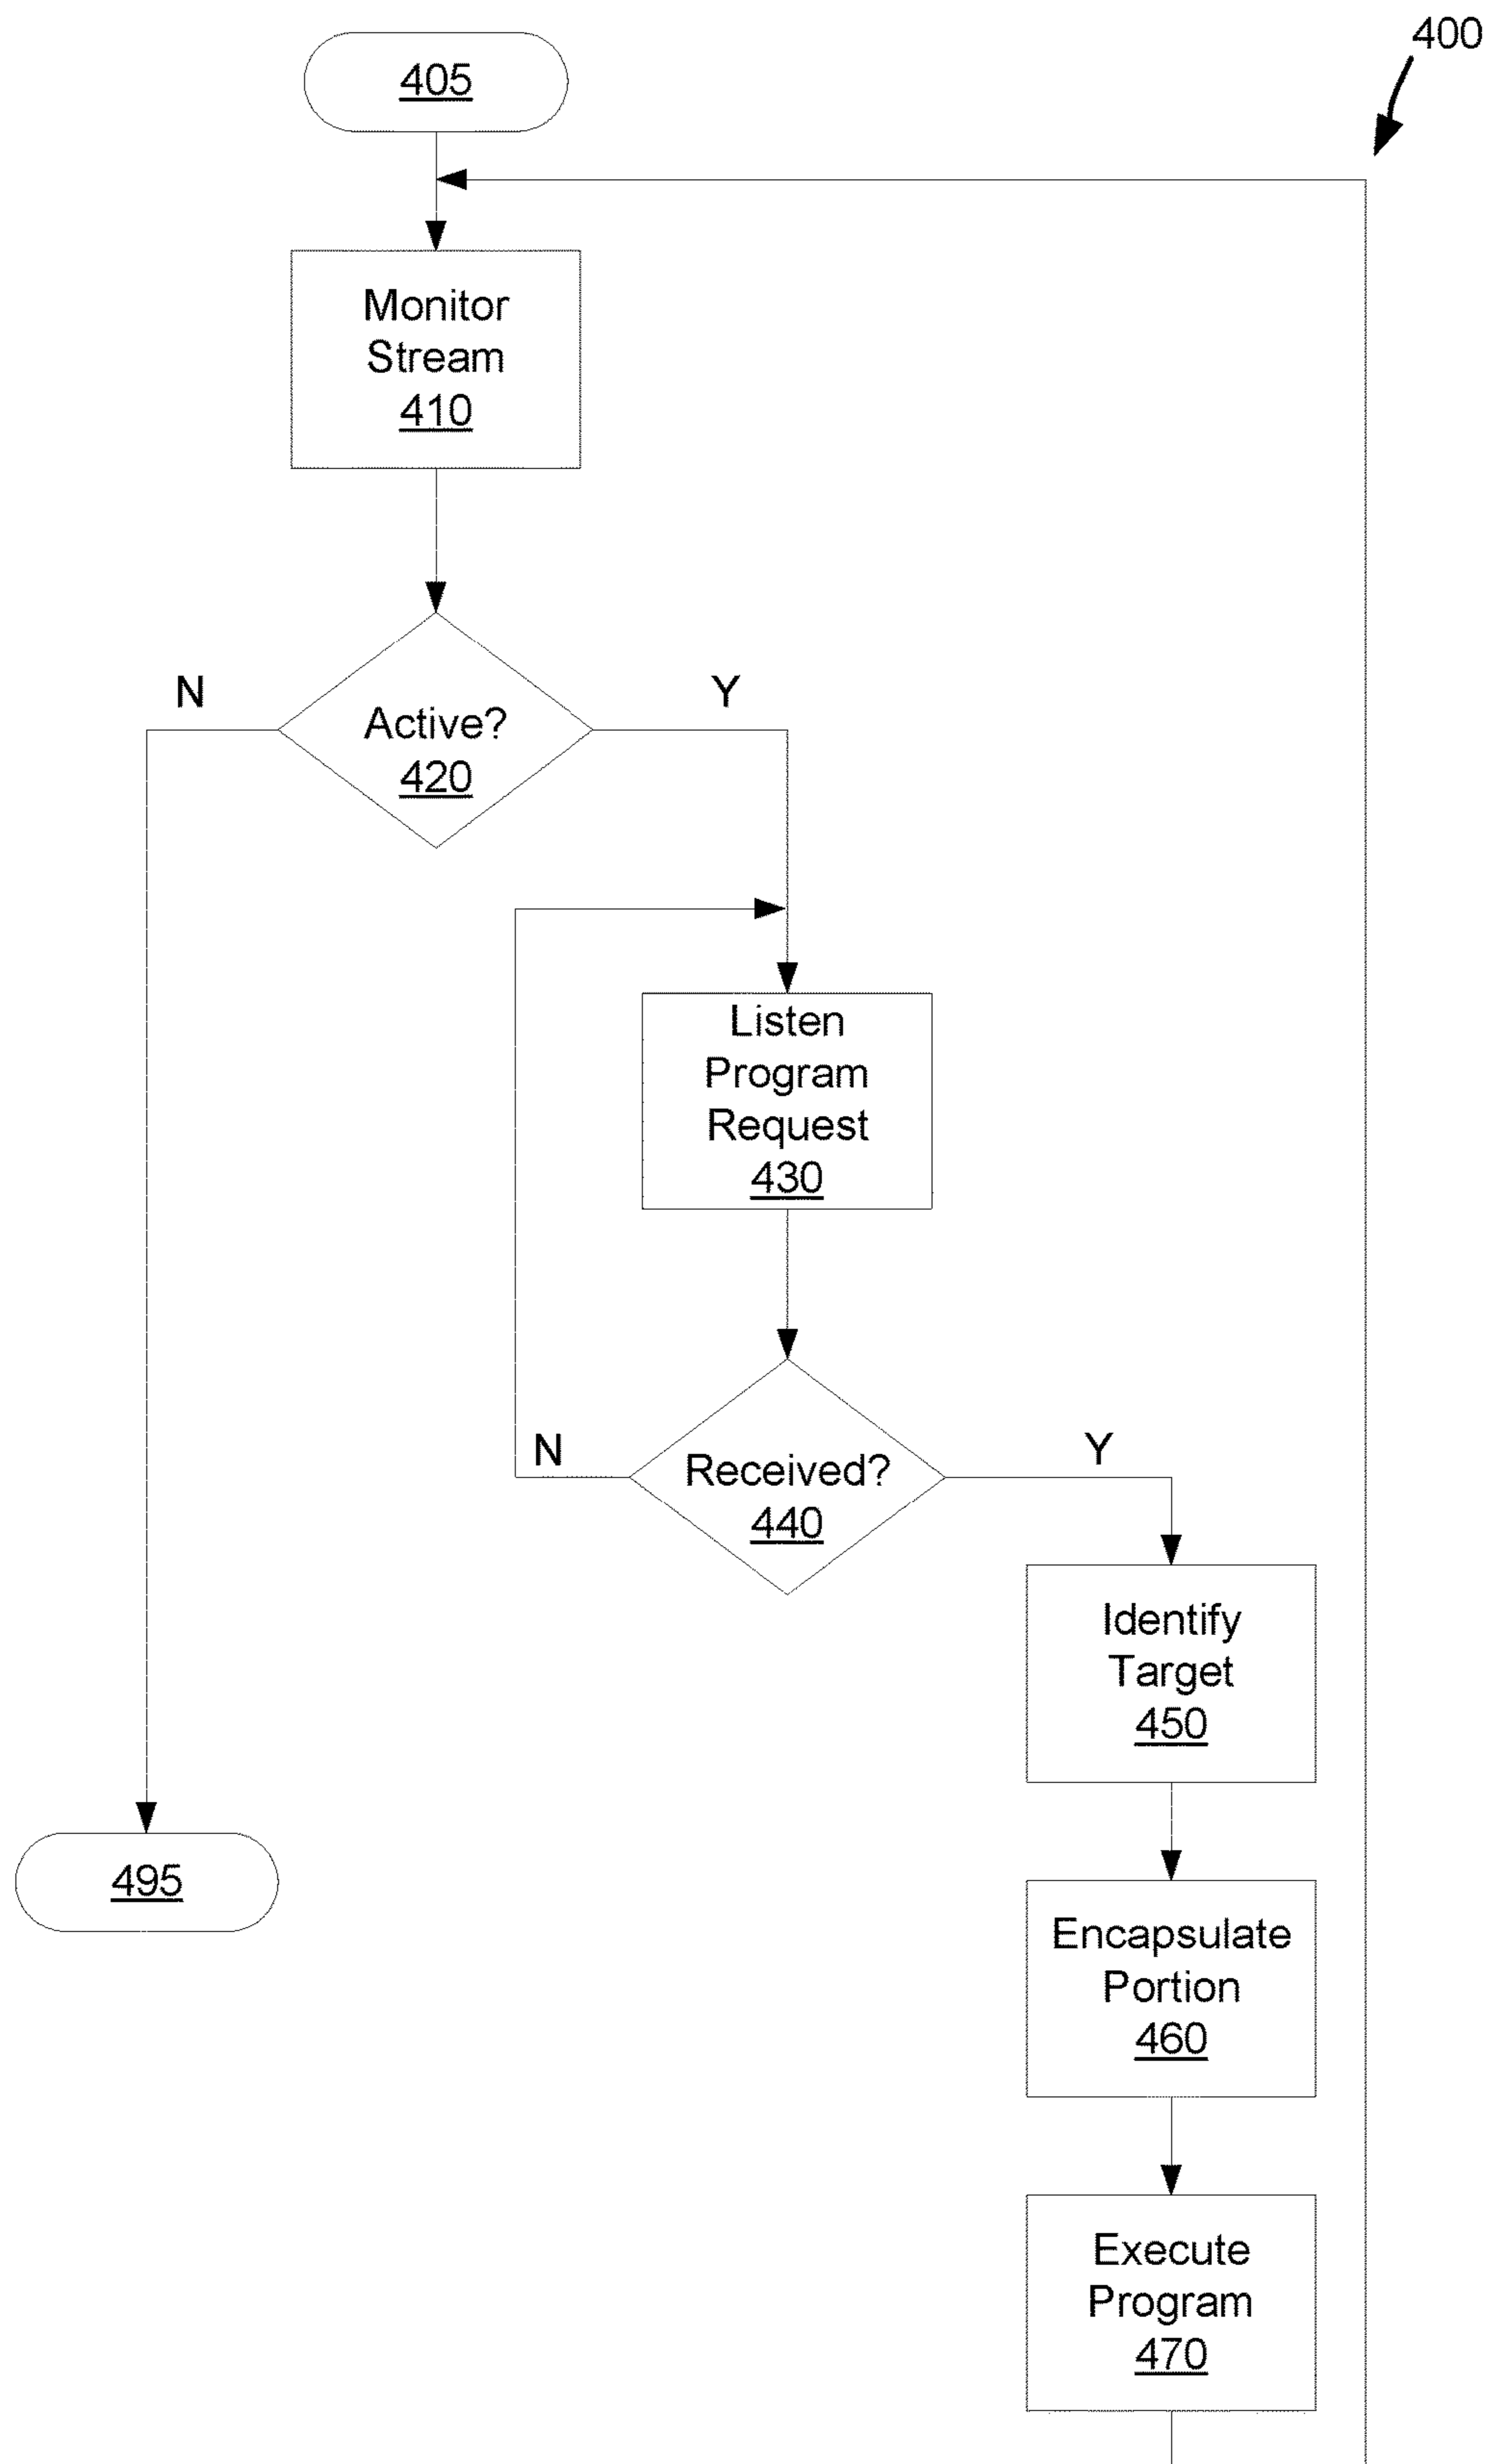 400
405
Monitor
Stream
410
N
Y
Active?
420
Listen
Program
Request
430
N
Y
Received?
440
Identify
Target
450
495
Encapsulate
Portion
460
Execute
Program
470